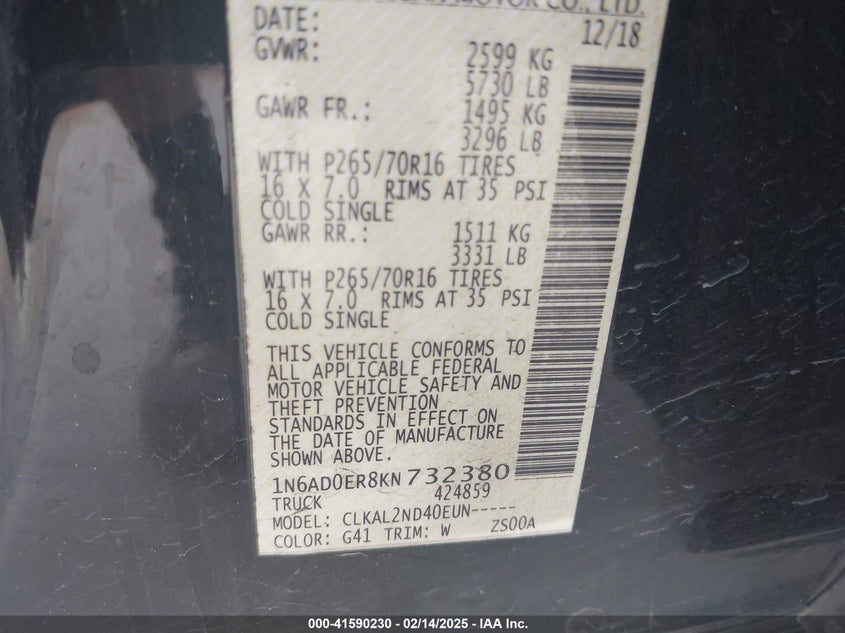 MOTOR CO., LTD.
DATE: 12/18
GVWR: 2599 KG
5730 LB
GAWR FR.: 1495 KG
3296 LB
WITH P265/70R16 TIRES
16 X 7.0 RIMS AT 35 PSI
COLD SINGLE
GAWR RR.: 1511 KG
3331 LB
WITH P265/70R16 TIRES
16 X 7.0 RIMS AT 35 PSI
COLD SINGLE
THIS VEHICLE CONFORMS TO
ALL APPLICABLE FEDERAL
MOTOR VEHICLE SAFETY AND
THEFT PREVENTION
STANDARDS IN EFFECT ON
THE DATE OF MANUFACTURE
SHOWN ABOVE.
1N6AD0ER8KN732380
TRUCK 424859
MODEL: CLKAL2ND40EUN-----
COLOR: G41 TRIM: W ZS00A
000-41590230 - 02/14/2025 - IAA Inc.